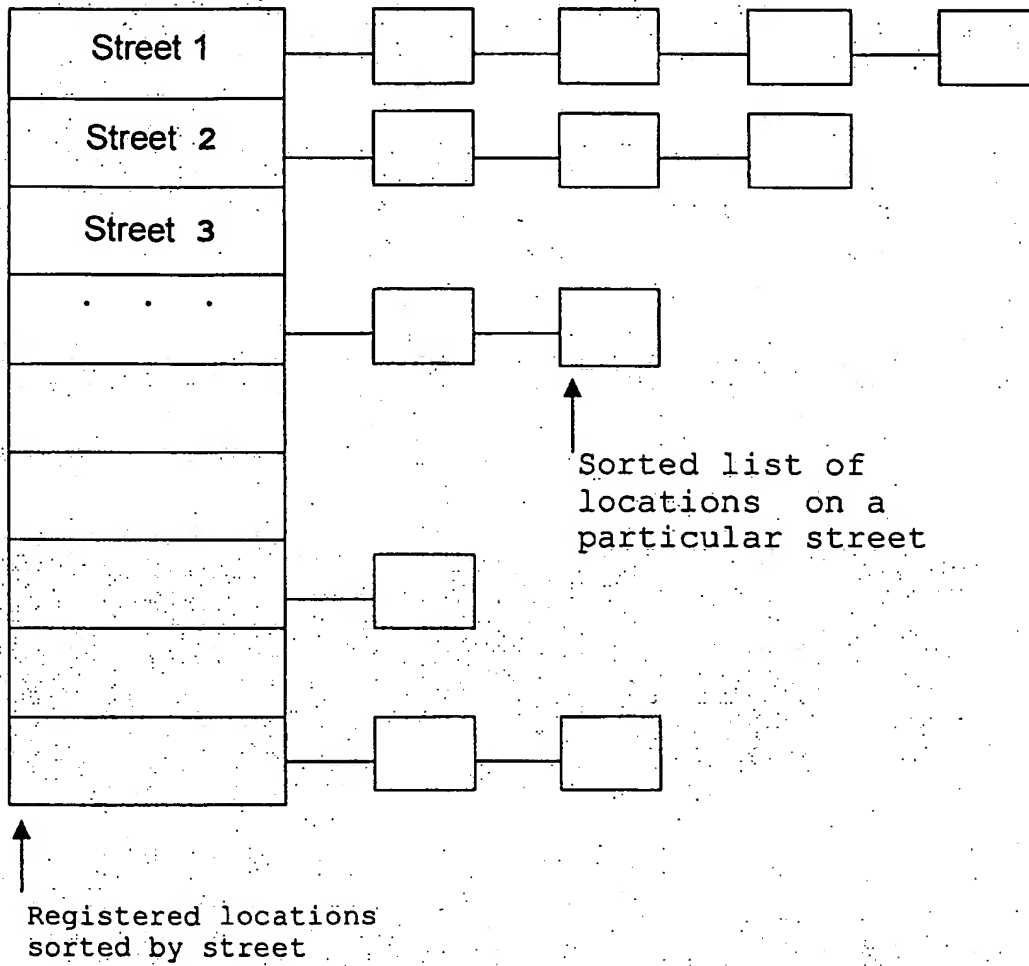 Street 1
Street 2
Street 3
. . .
Sorted list of
locations on a
particular street
Registered locations
sorted by street